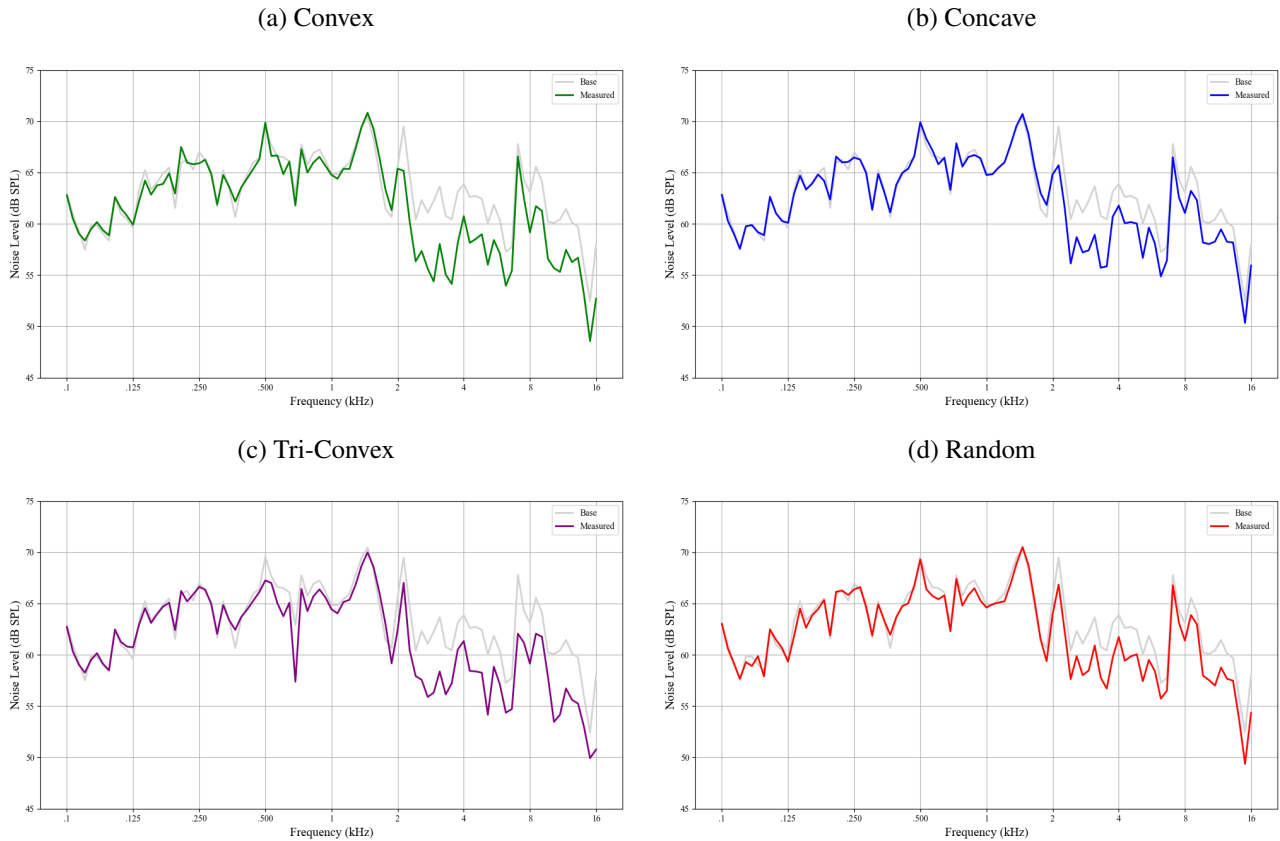 (a) Convex
75
70
65
60
55
50
45
Noise Level (dB SPL)
Base
Measured
.1 .125 .250 .500 1 2 4 8 16
Frequency (kHz)
(b) Concave
75
70
65
60
55
50
45
Noise Level (dB SPL)
Base
Measured
.1 .125 .250 .500 1 2 4 8 16
Frequency (kHz)
(c) Tri-Convex
75
70
65
60
55
50
45
Noise Level (dB SPL)
Base
Measured
.1 .125 .250 .500 1 2 4 8 16
Frequency (kHz)
(d) Random
75
70
65
60
55
50
45
Noise Level (dB SPL)
Base
Measured
.1 .125 .250 .500 1 2 4 8 16
Frequency (kHz)